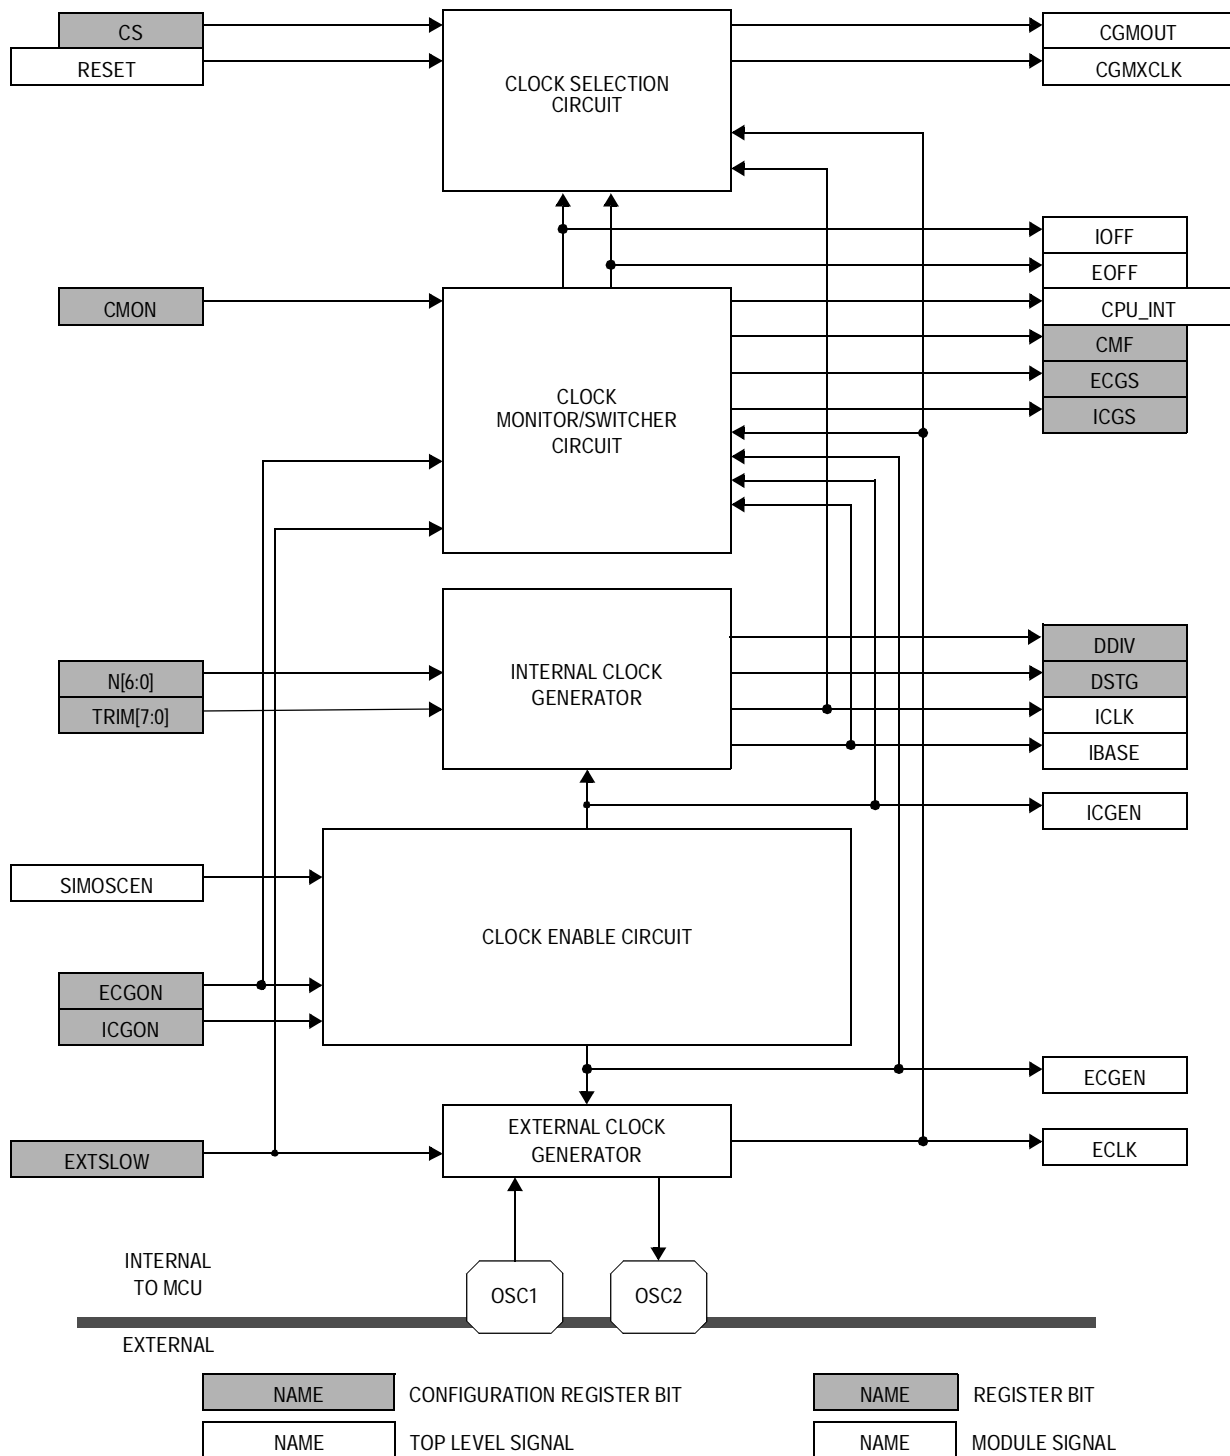 CS
RESET
CLOCK SELECTION
CIRCUIT
CGMOUT
CGMXCLK
IOFF
EOFF
CMON
CPU_INT
CMF
ECGS
ICGS
CLOCK
MONITOR/SWITCHER
CIRCUIT
N[6:0]
TRIM[7:0]
INTERNAL CLOCK
GENERATOR
DDIV
DSTG
ICLK
IBASE
ICGEN
SIMOSCEN
CLOCK ENABLE CIRCUIT
ECGON
ICGON
ECGEN
EXTSLOW
EXTERNAL CLOCK
GENERATOR
ECLK
INTERNAL
TO MCU
OSC1
OSC2
EXTERNAL
NAME CONFIGURATION REGISTER BIT
NAME REGISTER BIT
NAME TOP LEVEL SIGNAL
NAME MODULE SIGNAL